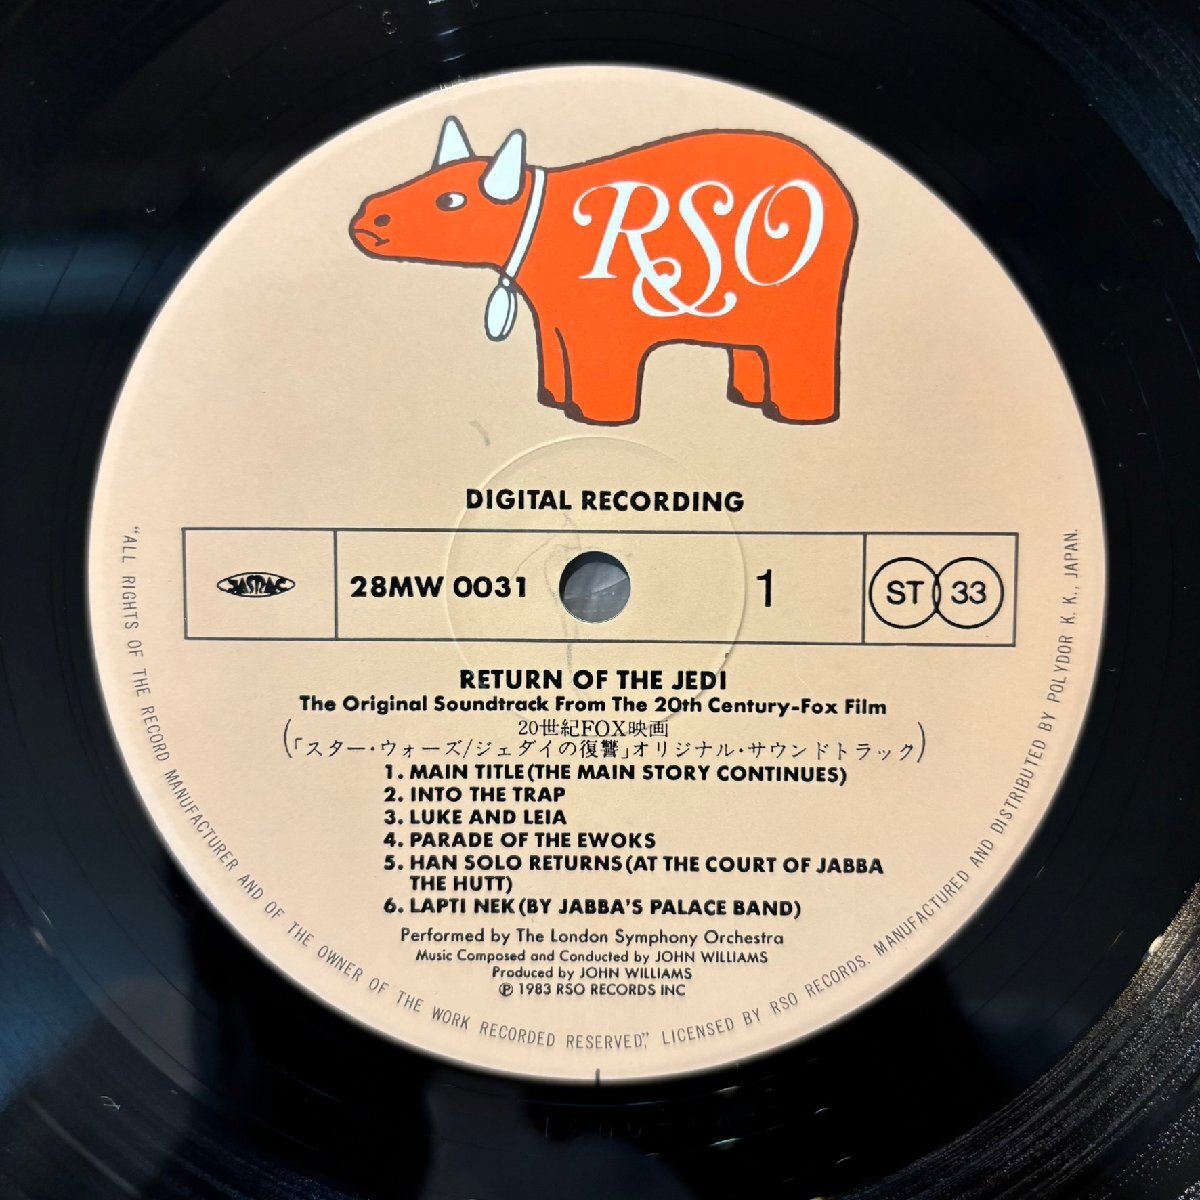 RSO
DIGITAL RECORDING
JASRAC
28MW 0031
1
ST 33
RETURN OF THE JEDI
The Original Soundtrack From The 20th Century-Fox Film
(20世紀FOX映画
「スター・ウォーズ/ジェダイの復讐」オリジナル・サウンドトラック)
1. MAIN TITLE (THE MAIN STORY CONTINUES)
2. INTO THE TRAP
3. LUKE AND LEIA
4. PARADE OF THE EWOKS
5. HAN SOLO RETURNS (AT THE COURT OF JABBA
THE HUTT)
6. LAPTI NEK (BY JABBA'S PALACE BAND)
Performed by The London Symphony Orchestra
Music Composed and Conducted by JOHN WILLIAMS
Produced by JOHN WILLIAMS
℗ 1983 RSO RECORDS INC
"ALL RIGHTS OF THE RECORD MANUFACTURER AND OF THE OWNER OF THE WORK RECORDED RESERVED", LICENSED BY RSO RECORDS. MANUFACTURED AND DISTRIBUTED BY POLYDOR K. K., JAPAN.